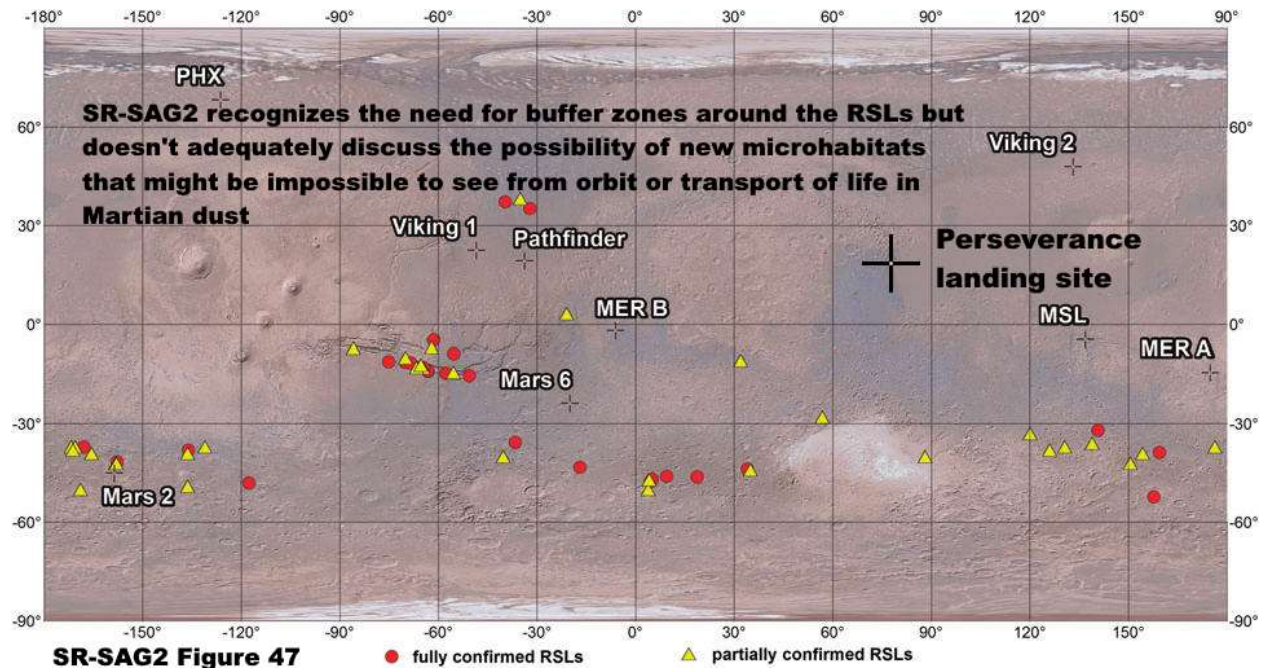 -180° -150° -120° -90° -60° -30° 0° 30° 60° 90° 120° 150° 90°
PHX
SR-SAG2 recognizes the need for buffer zones around the RSLs but
doesn't adequately discuss the possibility of new microhabitats
that might be impossible to see from orbit or transport of life in
Martian dust
60° 60°
Viking 2
30° 30°
Viking 1
Pathfinder
Perseverance
landing site
MER B
MSL
0° 0°
MER A
Mars 6
-30° -30°
Mars 2
-60° -60°
-90° -90°
-150° -120° -90° -60° -30° 0° 30° 60° 90° 120° 150°
SR-SAG2 Figure 47
fully confirmed RSLs
partially confirmed RSLs